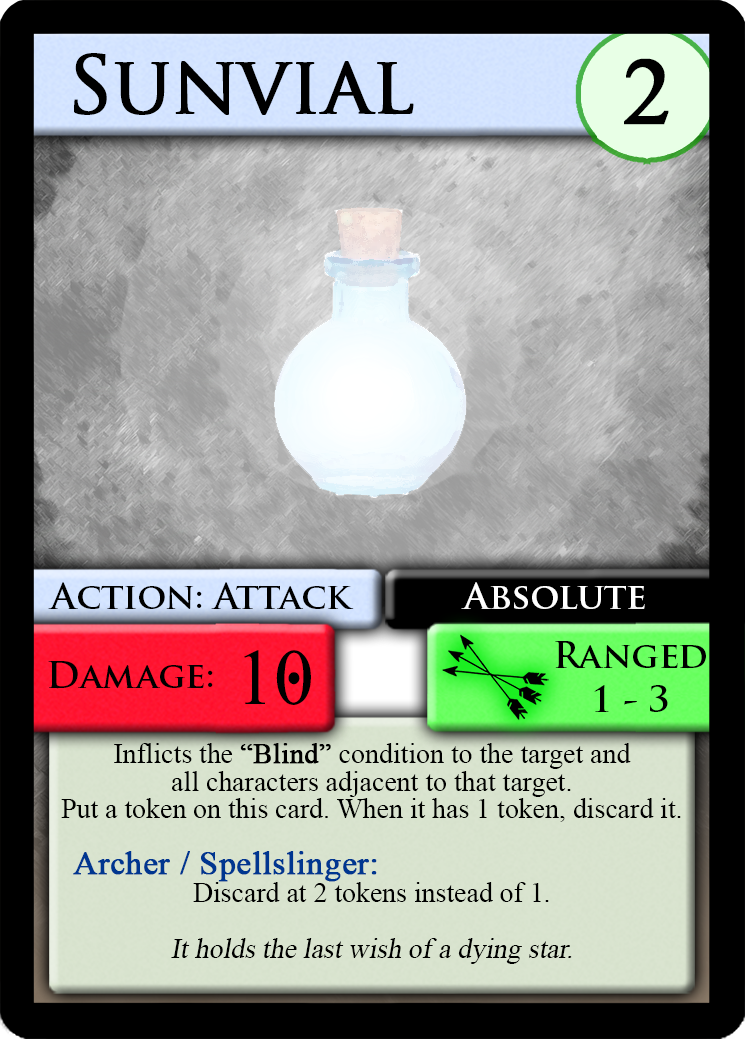 Sunvial
2
Action: Attack
Absolute
Damage: 10
Ranged
1 - 3
Inflicts the “Blind” condition to the target and
all characters adjacent to that target.
Put a token on this card. When it has 1 token, discard it.
Archer / Spellslinger:
Discard at 2 tokens instead of 1.
It holds the last wish of a dying star.